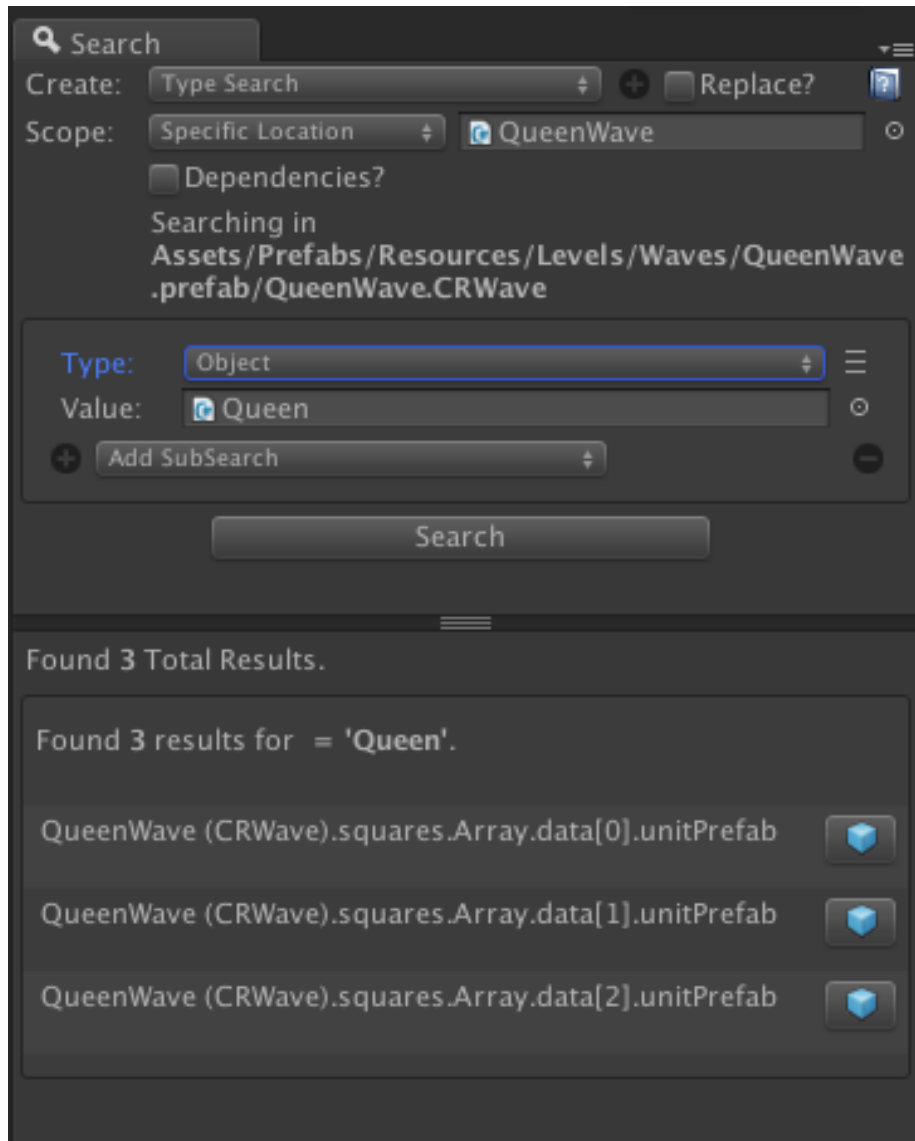 Search
Create: Type Search Replace?
Scope: Specific Location QueenWave
Dependencies?
Searching in
Assets/Prefabs/Resources/Levels/Waves/QueenWave
.prefab/QueenWave.CRWave
Type: Object
Value: Queen
Add SubSearch
Search
Found 3 Total Results.
Found 3 results for = 'Queen'.
QueenWave (CRWave).squares.Array.data[0].unitPrefab
QueenWave (CRWave).squares.Array.data[1].unitPrefab
QueenWave (CRWave).squares.Array.data[2].unitPrefab